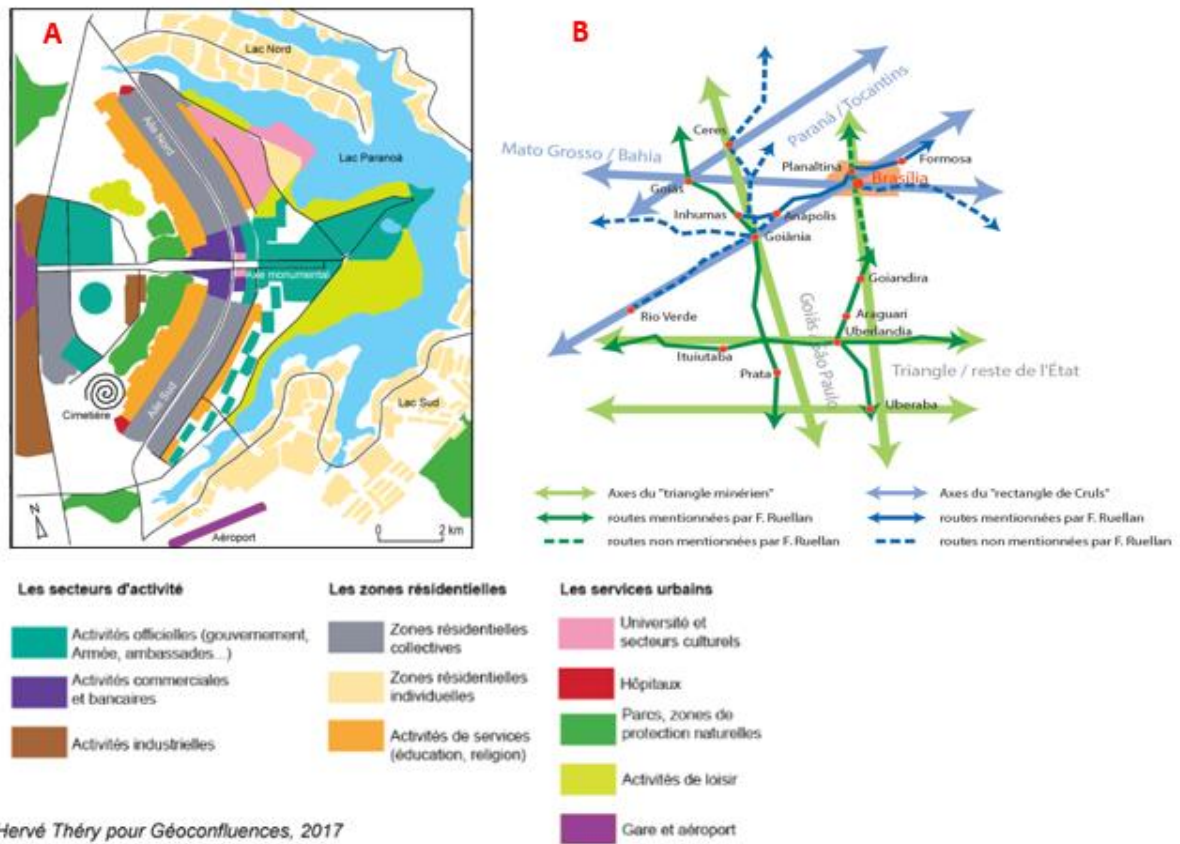 A
Lac Nord
Aile Nord
Lac Paranoà
Axe monumental
Aile Sud
Cimetière
Lac Sud
N
Aéroport
0 2 km
B
Ceres
Paraná / Tocantins
Mato Grosso / Bahia
Planaltina
Formosa
Brasília
Goiás
Inhumas
Anápolis
Goiânia
Goiandira
Rio Verde
Goiás / São Paulo
Araguari
Uberlandia
Ituiutaba
Prata
Triangle / reste de l'État
Uberaba
Axes du "triangle minérien"
routes mentionnées par F. Ruellan
routes non mentionnées par F. Ruellan
Axes du "rectangle de Cruls"
routes mentionnées par F. Ruellan
routes non mentionnées par F. Ruellan
Les secteurs d'activité
Activités officielles (gouvernement,
Armée, ambassades...)
Activités commerciales
et bancaires
Activités industrielles
Les zones résidentielles
Zones résidentielles
collectives
Zones résidentielles
individuelles
Activités de services
(éducation, religion)
Les services urbains
Université et
secteurs culturels
Hôpitaux
Parcs, zones de
protection naturelles
Activités de loisir
Gare et aéroport
Hervé Théry pour Géoconfluences, 2017